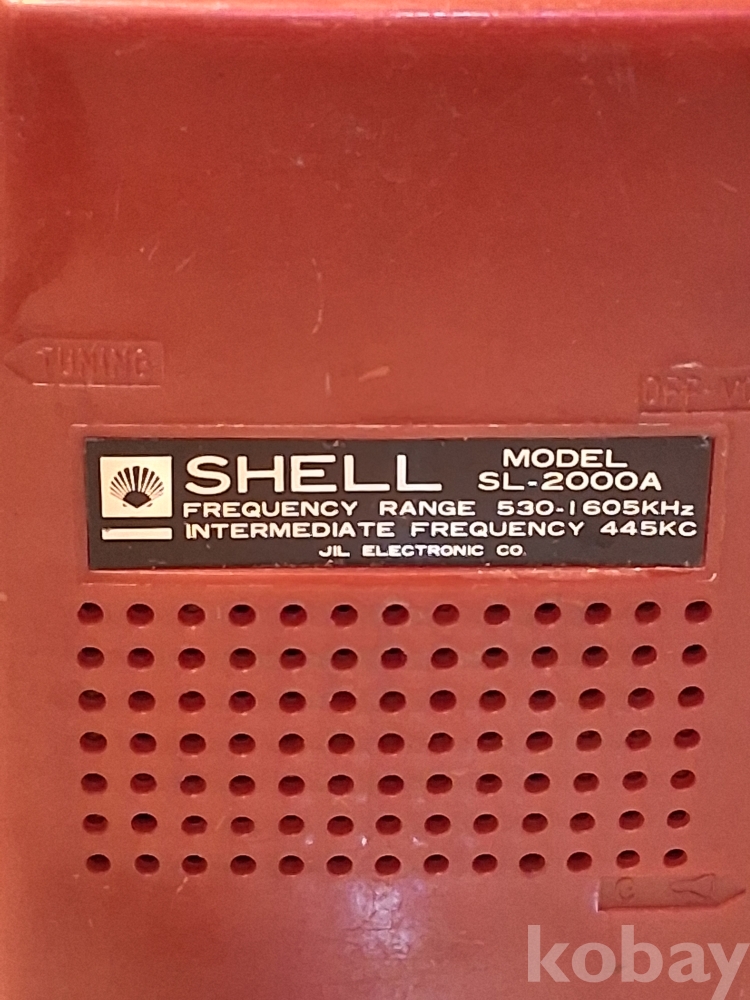 TUNING
SHELL MODEL
SL-2000A
FREQUENCY RANGE 530-1605KHz
INTERMEDIATE FREQUENCY 445KC
JIL ELECTRONIC CO.
kobay